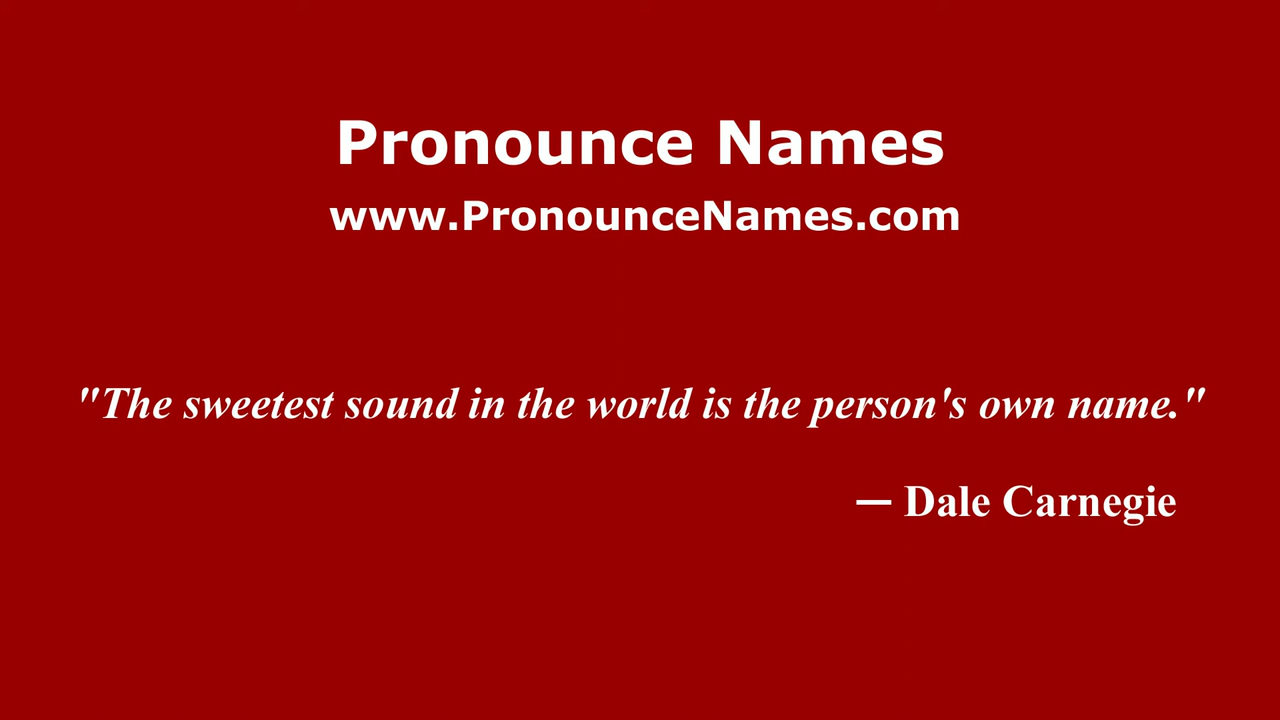 Pronounce Names
www.PronounceNames.com
"The sweetest sound in the world is the person's own name."
— Dale Carnegie